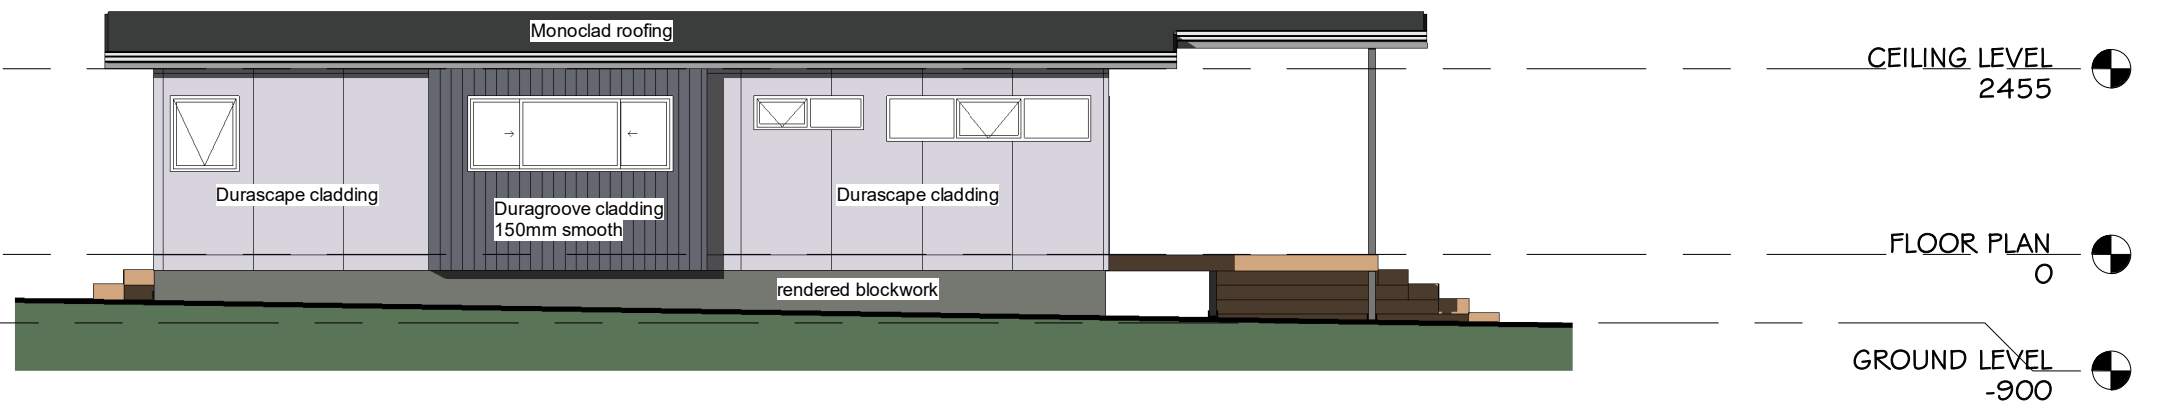 Monoclad roofing
CEILING LEVEL
2455
Durascape cladding
Duragroove cladding
150mm smooth
Durascape cladding
FLOOR PLAN
0
rendered blockwork
GROUND LEVEL
-900